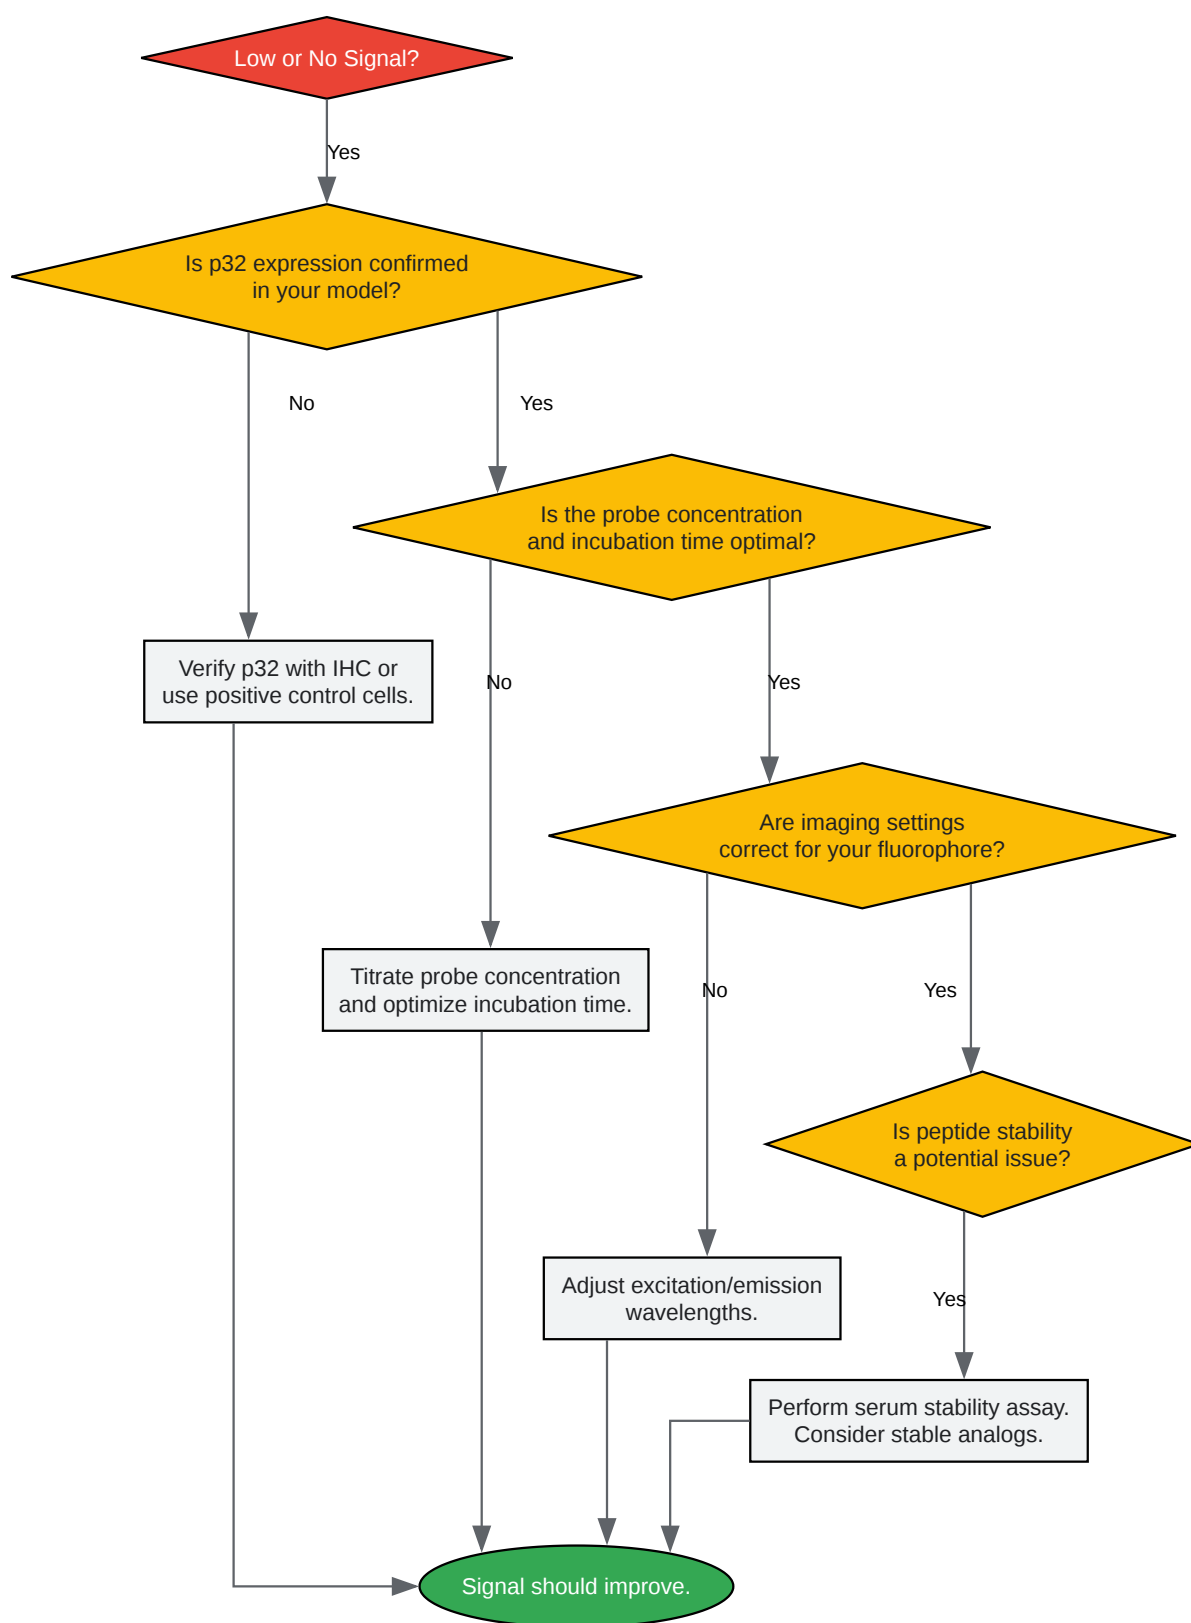 Low or No Signal?
Yes
Is p32 expression confirmed
in your model?
No
Yes
Is the probe concentration
and incubation time optimal?
Verify p32 with IHC or
use positive control cells.
No
Yes
Are imaging settings
correct for your fluorophore?
Titrate probe concentration
and optimize incubation time.
No
Yes
Is peptide stability
a potential issue?
Adjust excitation/emission
wavelengths.
Yes
Perform serum stability assay.
Consider stable analogs.
Signal should improve.